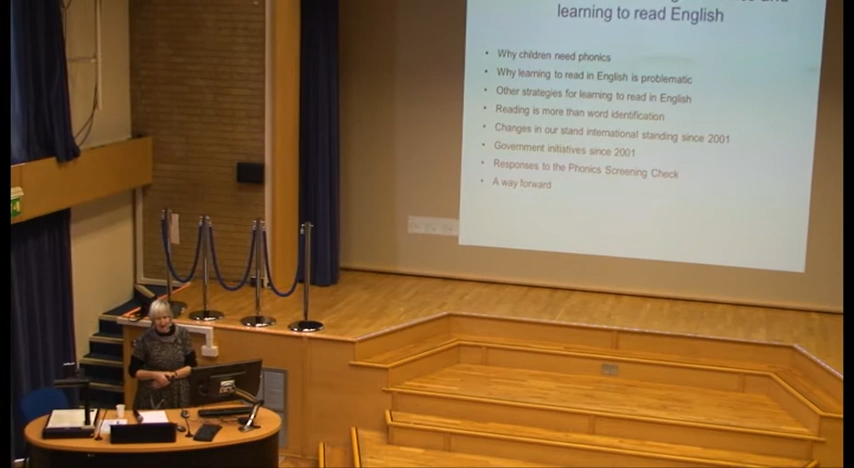 learning to read English
• Why children need phonics
• Why learning to read in English is problematic
• Other strategies for learning to read in English
• Reading is more than word identification
• Changes in our stand international standing since 2001
• Government initiatives since 2001
• Responses to the Phonics Screening Check
• A way forward